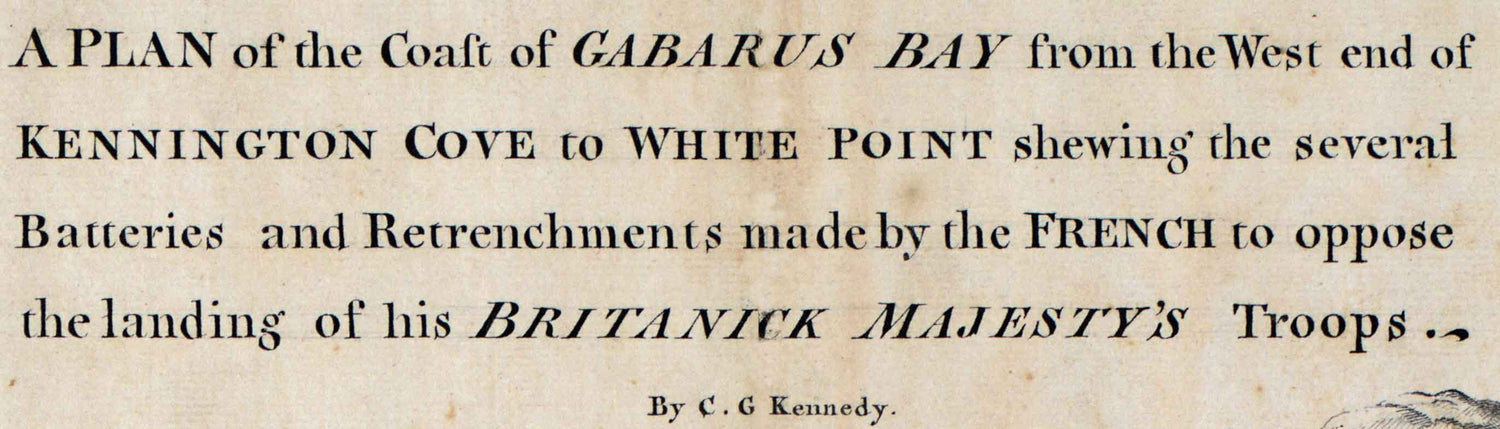 A PLAN of the Coaſt of GABARUS BAY from the West end of
KENNINGTON COVE to WHITE POINT shewing the several
Batteries and Retrenchments made by the FRENCH to oppose
the landing of his BRITANICK MAJESTY'S Troops.
By C. G Kennedy.